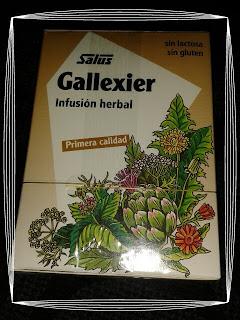 sin lactosa
sin gluten
Salus
Gallexier
Infusión herbal
Primera calidad